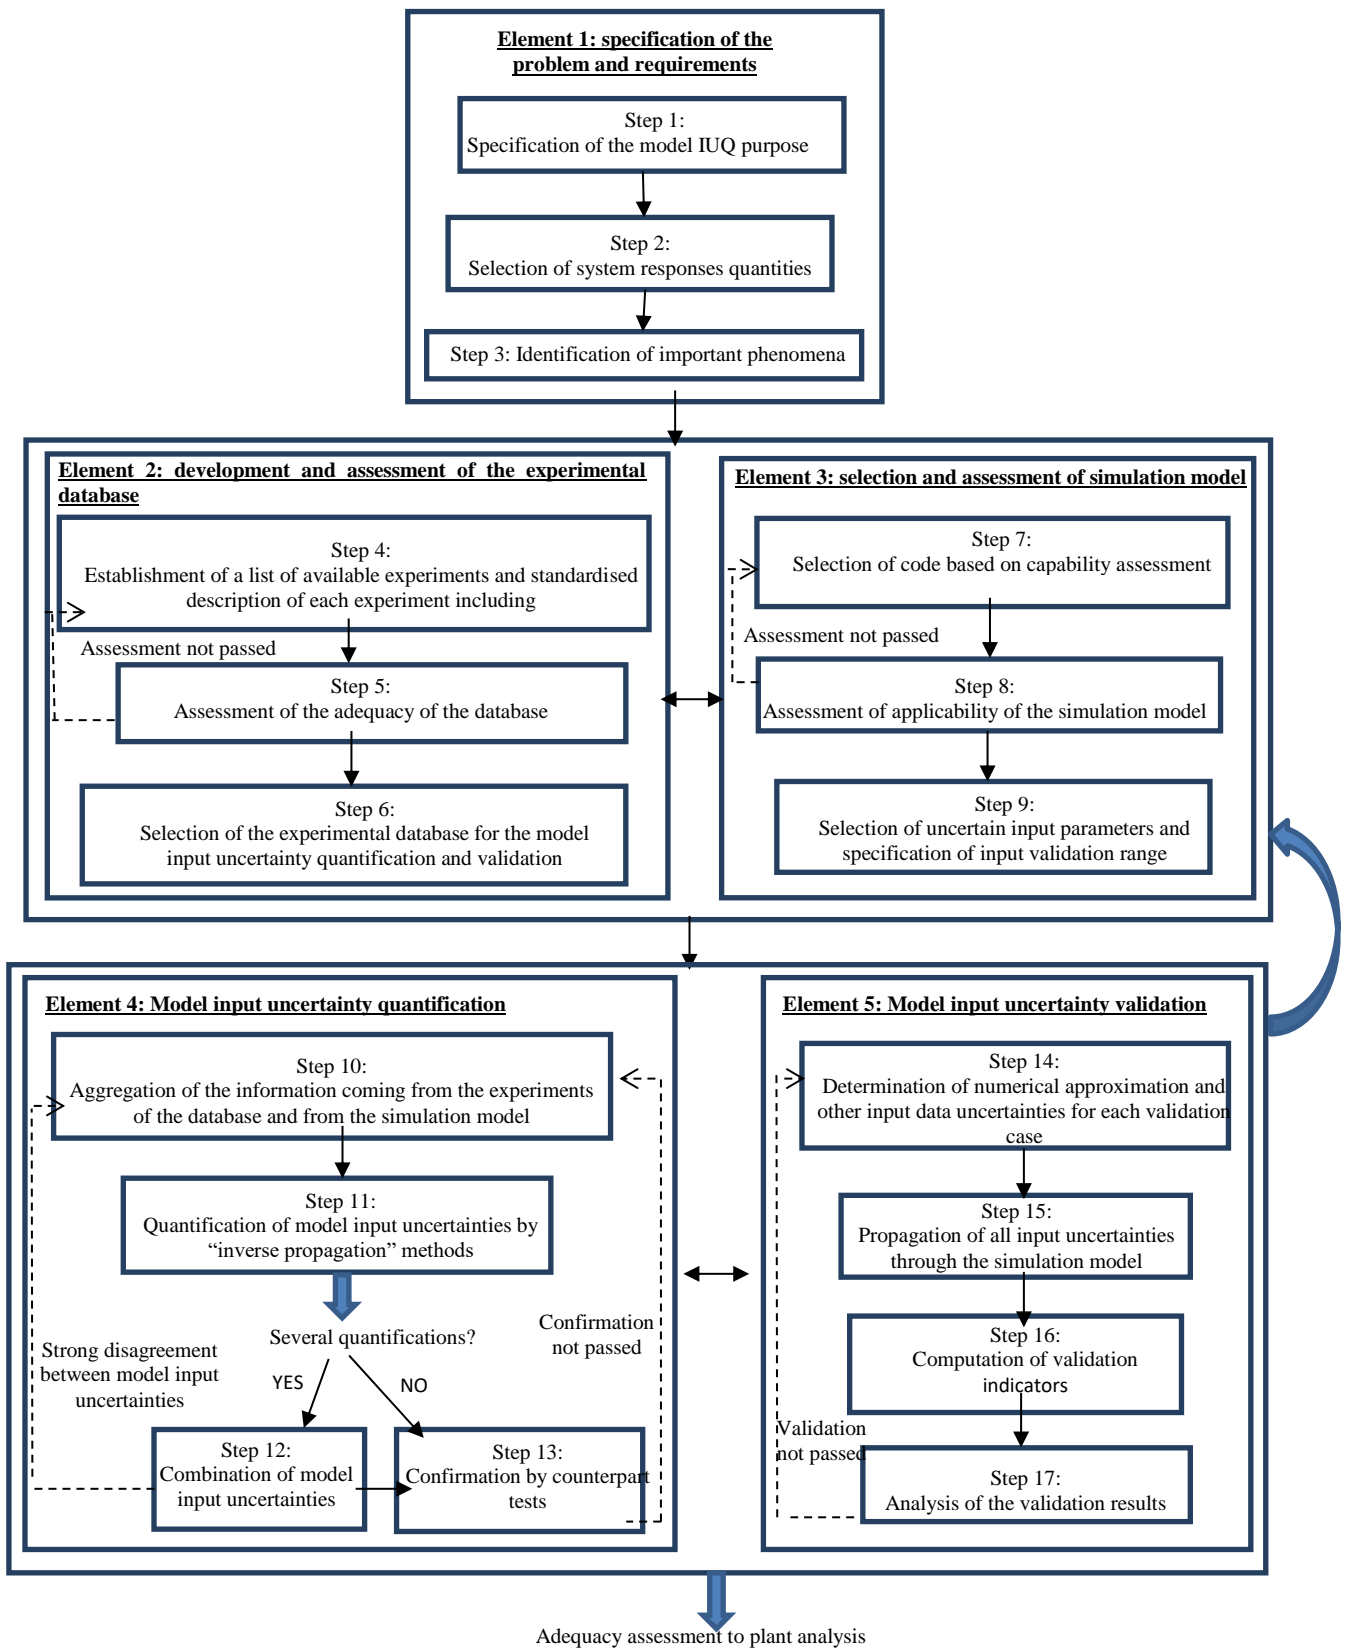 Element 1: specification of the
problem and requirements
Step 1:
Specification of the model IUQ purpose
Step 2:
Selection of system responses quantities
Step 3: Identification of important phenomena
Element 2: development and assessment of the experimental
database
Step 4:
Establishment of a list of available experiments and standardised
description of each experiment including
Assessment not passed
Step 5:
Assessment of the adequacy of the database
Step 6:
Selection of the experimental database for the model
input uncertainty quantification and validation
Element 3: selection and assessment of simulation model
Step 7:
Selection of code based on capability assessment
Assessment not passed
Step 8:
Assessment of applicability of the simulation model
Step 9:
Selection of uncertain input parameters and
specification of input validation range
Element 4: Model input uncertainty quantification
Step 10:
Aggregation of the information coming from the experiments
of the database and from the simulation model
Step 11:
Quantification of model input uncertainties by
“inverse propagation” methods
Several quantifications?
YES
NO
Strong disagreement
between model input
uncertainties
Confirmation
not passed
Step 12:
Combination of model
input uncertainties
Step 13:
Confirmation by counterpart
tests
Element 5: Model input uncertainty validation
Step 14:
Determination of numerical approximation and
other input data uncertainties for each validation
case
Step 15:
Propagation of all input uncertainties
through the simulation model
Step 16:
Computation of validation
indicators
Validation
not passed
Step 17:
Analysis of the validation results
Adequacy assessment to plant analysis